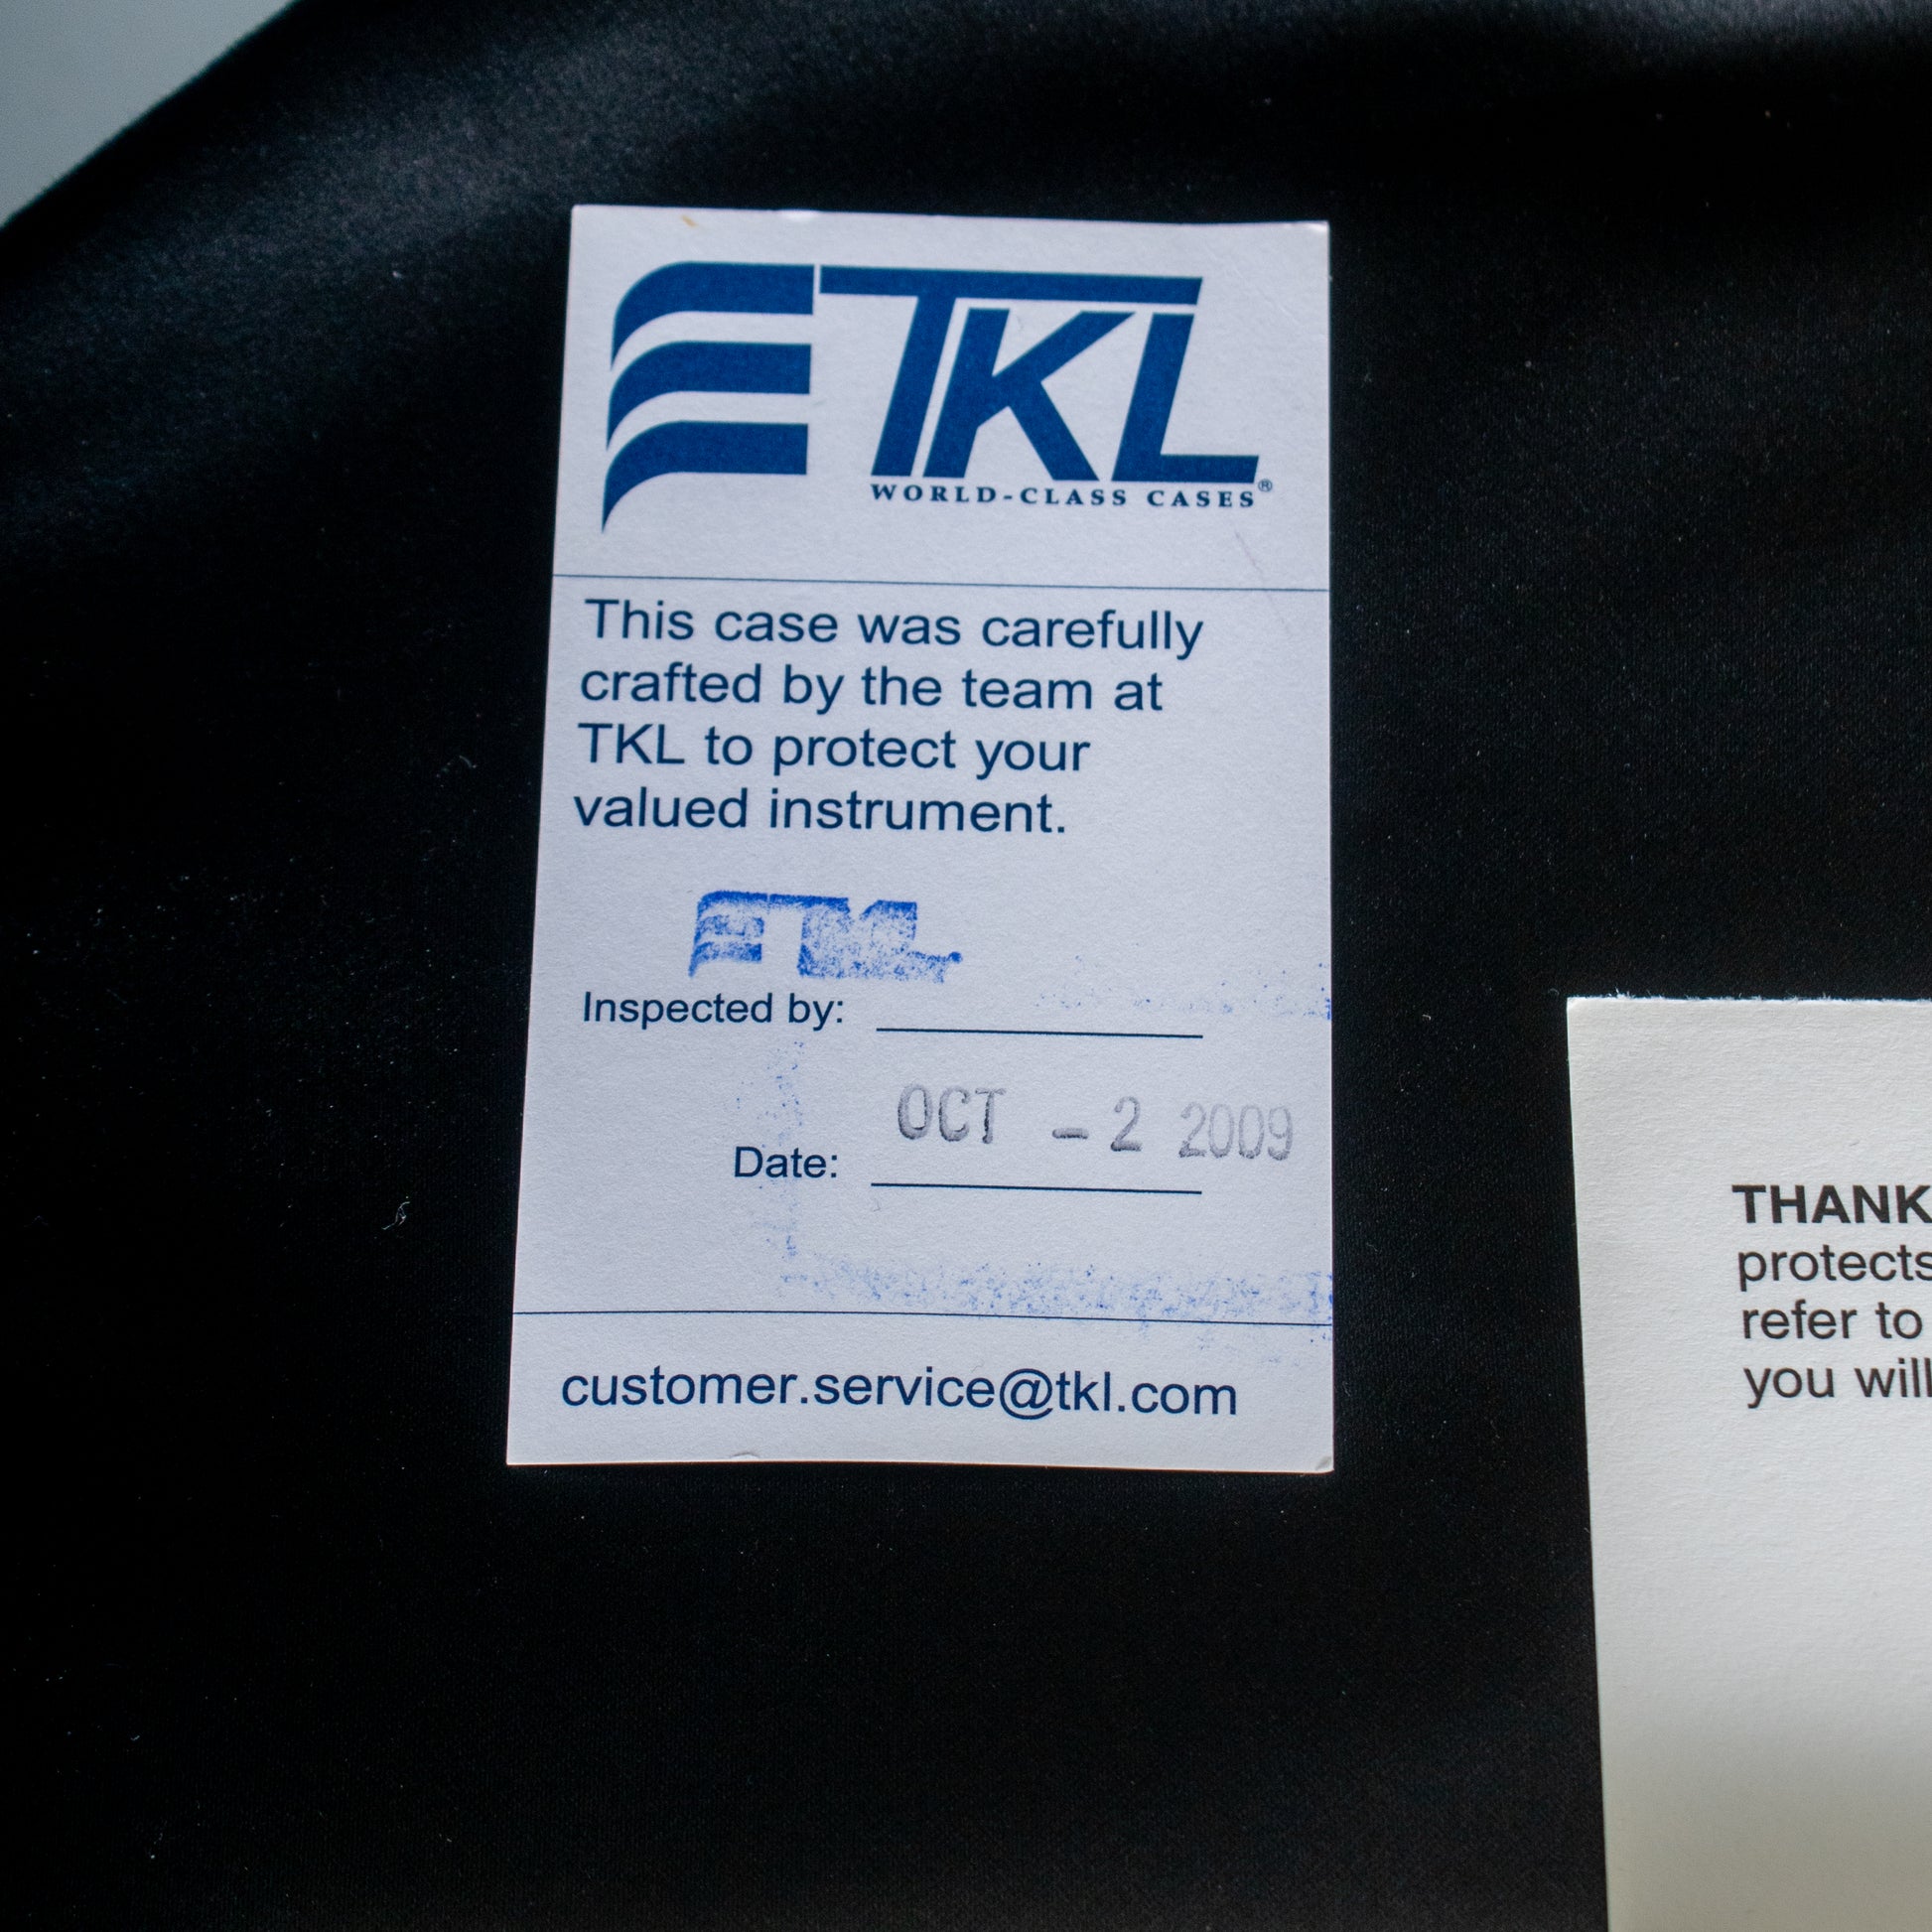 TKL
WORLD-CLASS CASES®
This case was carefully
crafted by the team at
TKL to protect your
valued instrument.
TKL
Inspected by:
OCT - 2 2009
Date:
customer.service@tkl.com
THANK
protects
refer to
you will